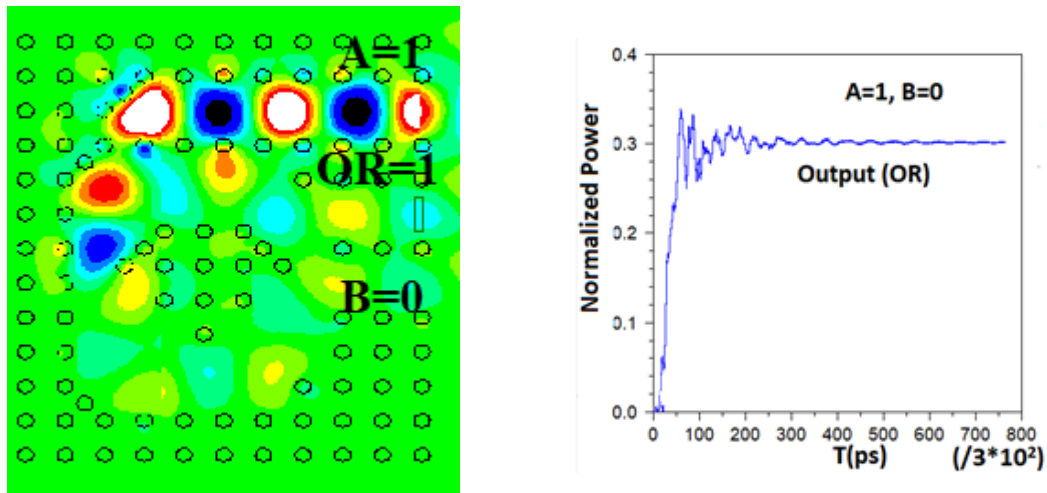 A=1
OR=1
B=0
0.4
0.3
0.2
0.1
0.0
Normalized Power
A=1, B=0
Output (OR)
0 100 200 300 400 500 600 700 800
T(ps) (/3*10²)